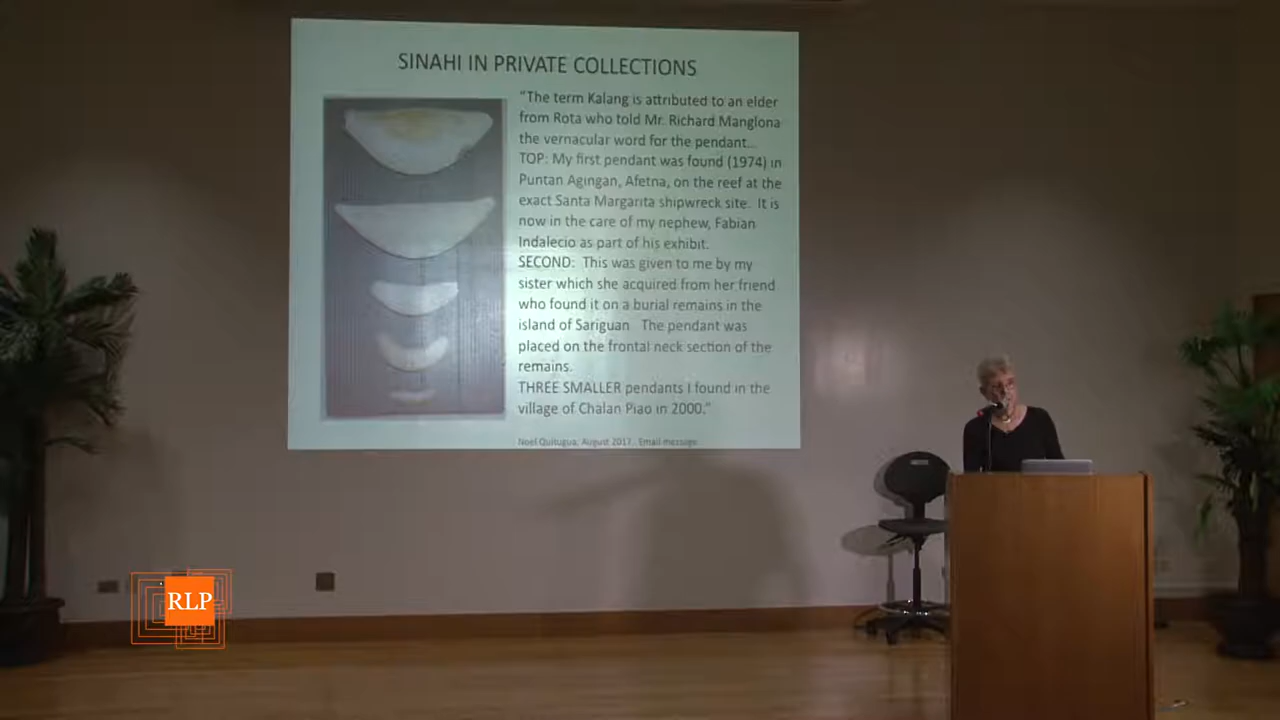 SINAHI IN PRIVATE COLLECTIONS
"The term Kalang is attributed to an elder
from Rota who told Mr. Richard Manglona
the vernacular word for the pendant...
TOP: My first pendant was found (1974) in
Puntan Agingan, Afetna, on the reef at the
exact Santa Margarita shipwreck site. It is
now in the care of my nephew, Fabian
Indalecio as part of his exhibit.
SECOND: This was given to me by my
sister which she acquired from her friend
who found it on a burial remains in the
island of Sariguan The pendant was
placed on the frontal neck section of the
remains.
THREE SMALLER pendants I found in the
village of Chalan Piao in 2000."
Noel Quitugua, August 2017. Email message
RLP